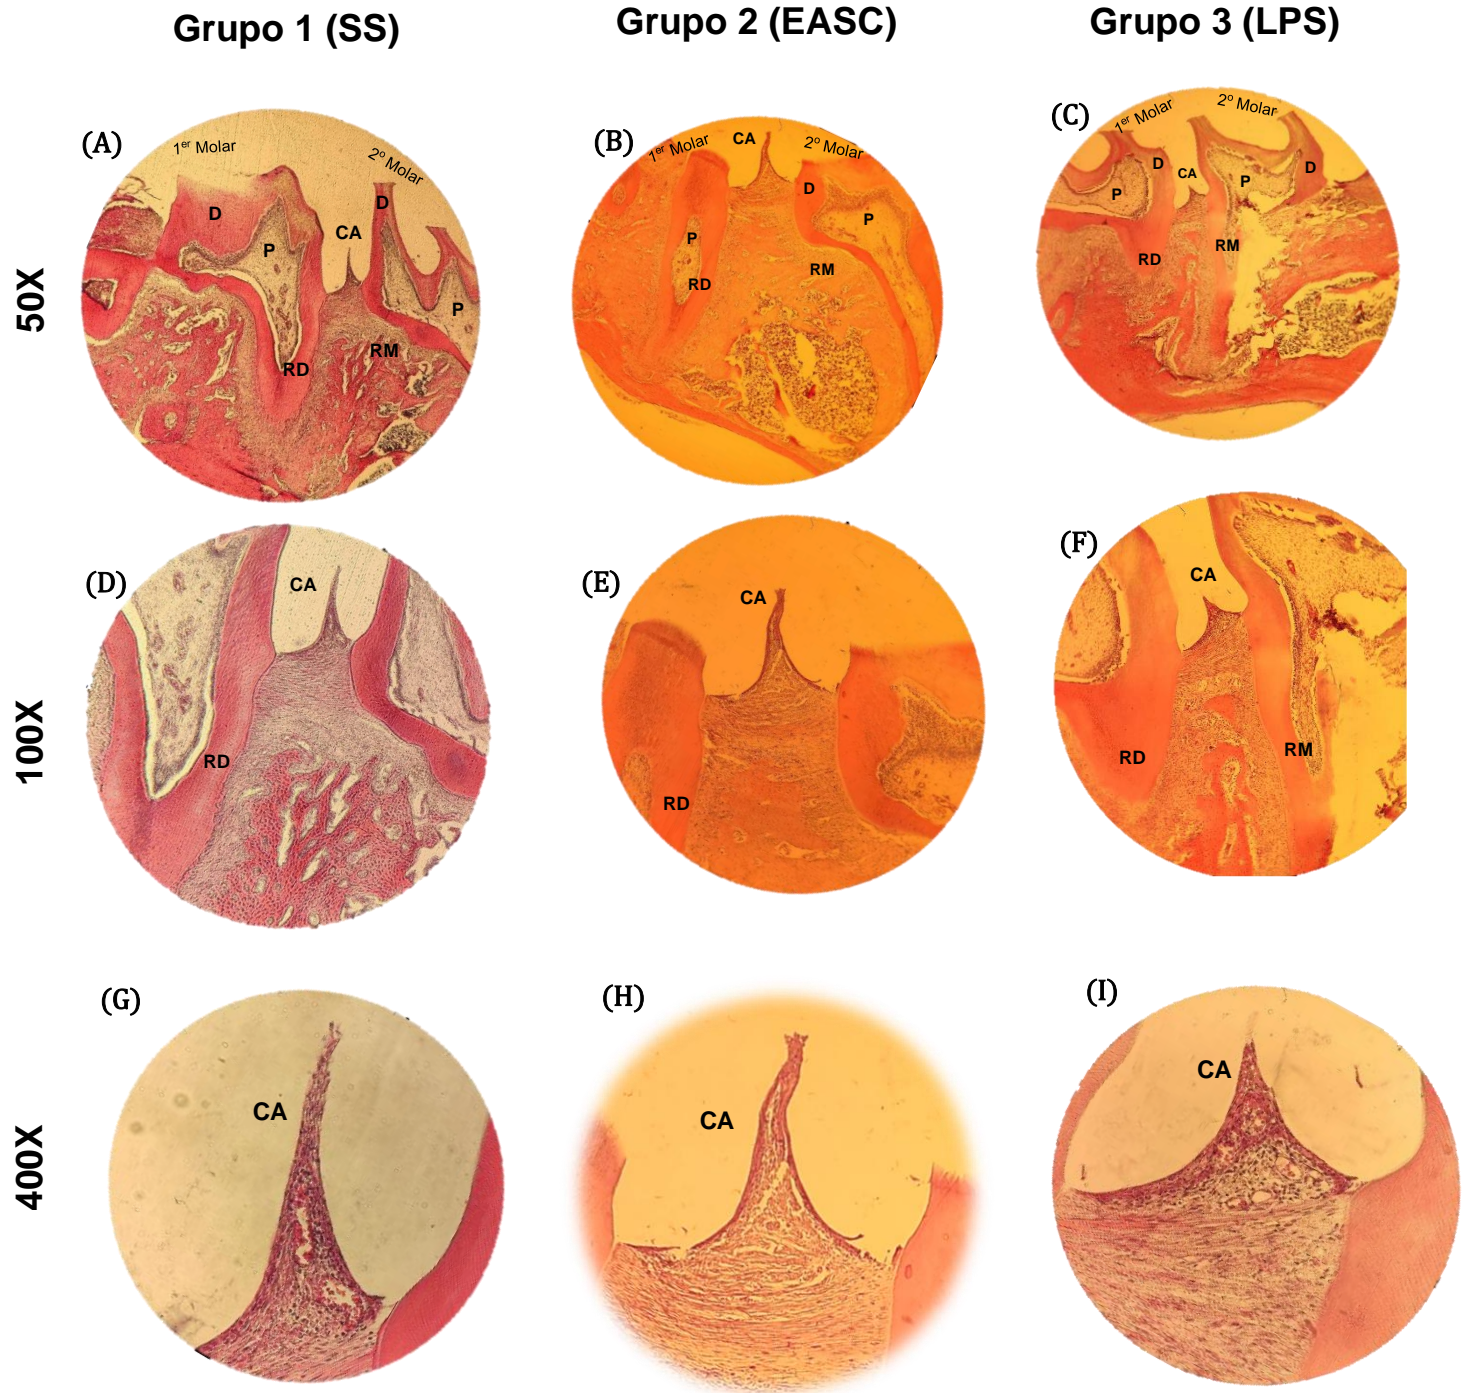 Grupo 1 (SS)
Grupo 2 (EASC)
Grupo 3 (LPS)
50X
(A)
1er Molar
2º Molar
D
D
CA
P
P
RM
RD
(B)
1er Molar
CA
2º Molar
D
P
P
RM
RD
(C)
1er Molar
2º Molar
D
D
CA
P
P
RM
RD
100X
(D)
CA
RD
(E)
CA
RD
(F)
CA
RM
RD
400X
(G)
CA
(H)
CA
(I)
CA